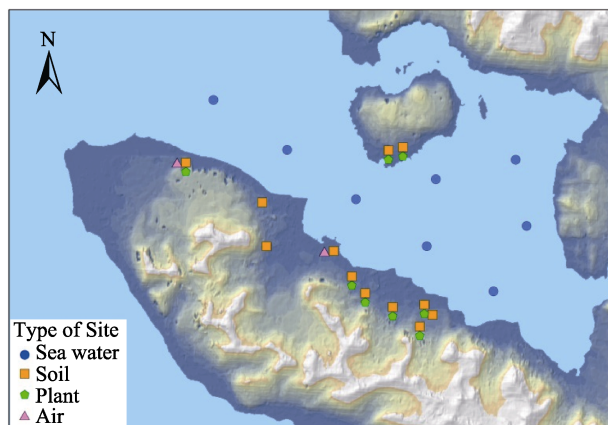 N
Type of Site
Sea water
Soil
Plant
Air